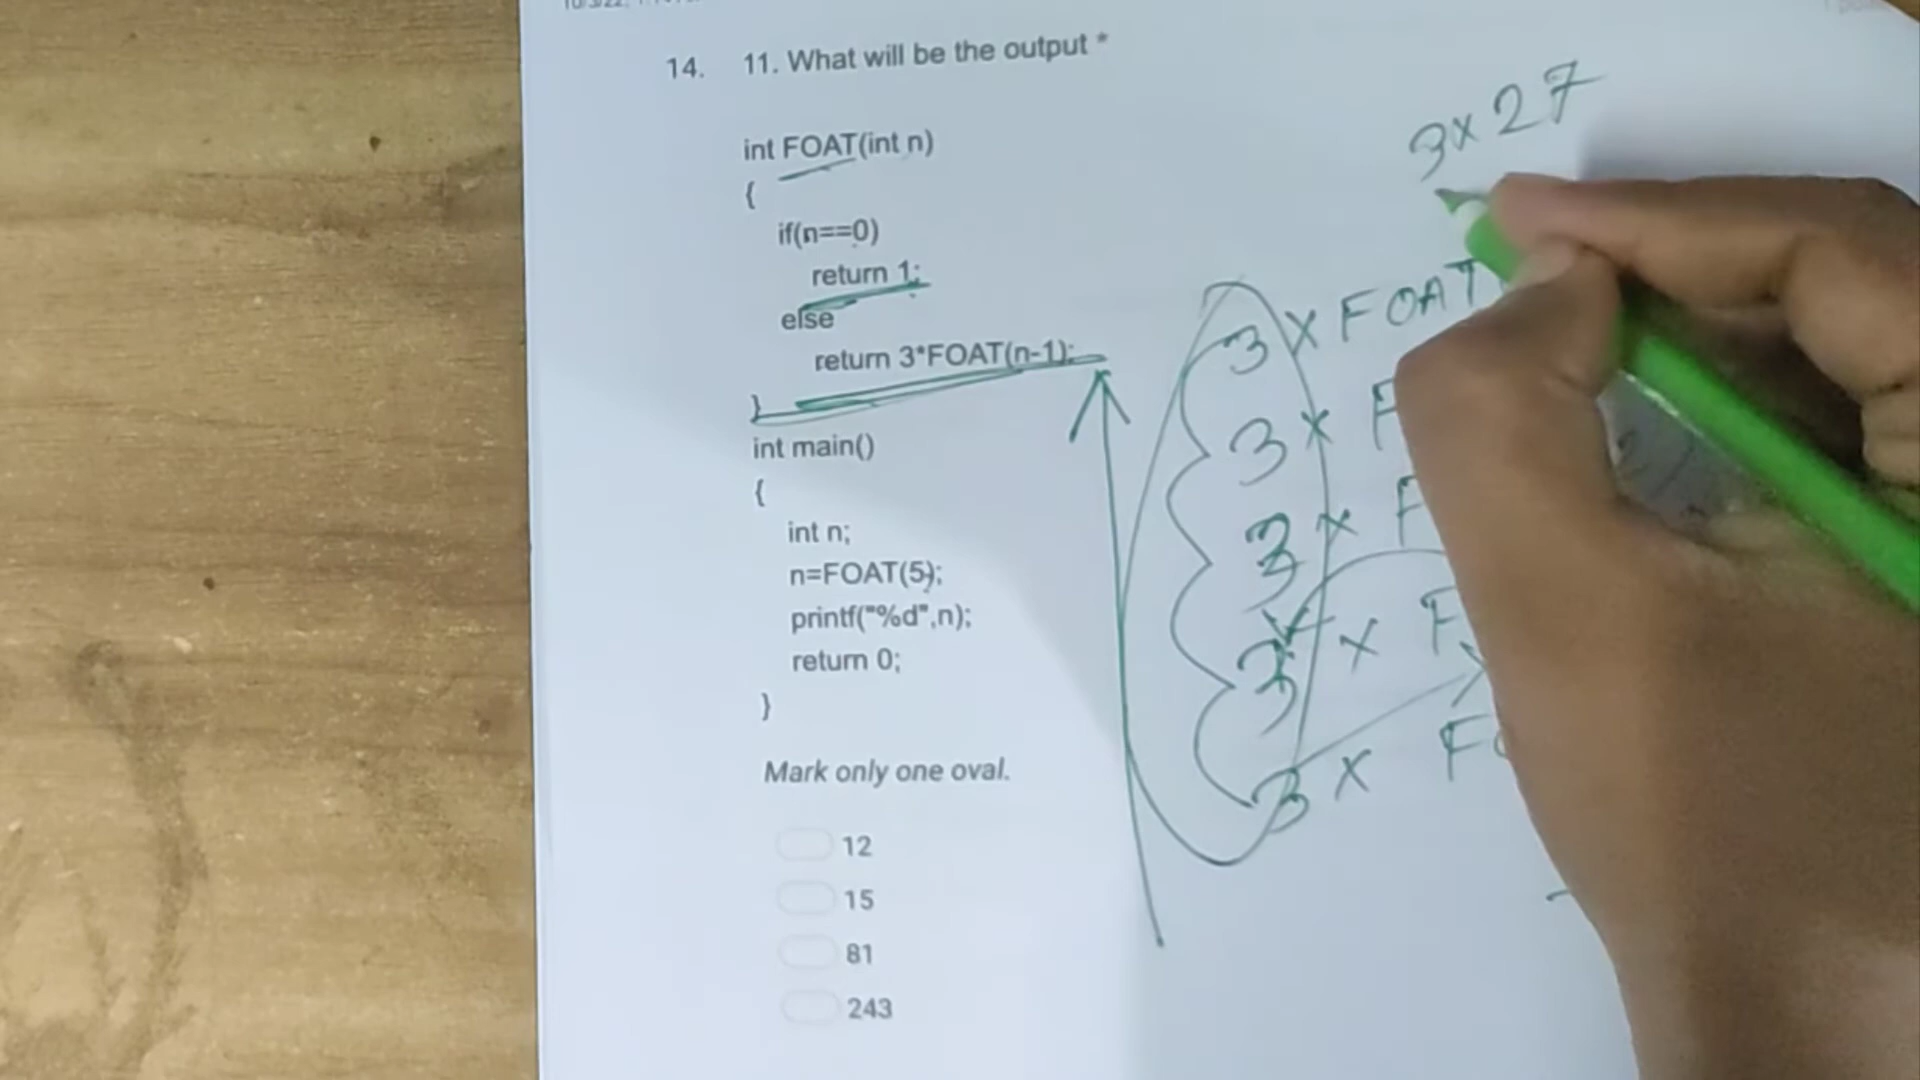 14. 11. What will be the output *
int FOAT(int n)
{
if(n==0)
return 1;
else
return 3*FOAT(n-1);
}
int main()
{
int n;
n=FOAT(5);
printf("%d",n);
return 0;
}
Mark only one oval.
12
15
81
243
3x27
3 x FOAT
3 x F
3 x F
3 x F
3 x FO